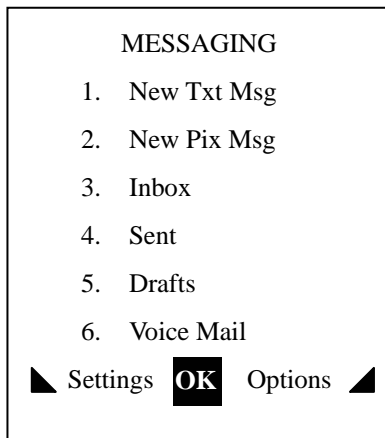 MESSAGING
1. New Txt Msg
2. New Pix Msg
3. Inbox
4. Sent
5. Drafts
6. Voice Mail
Settings OK Options